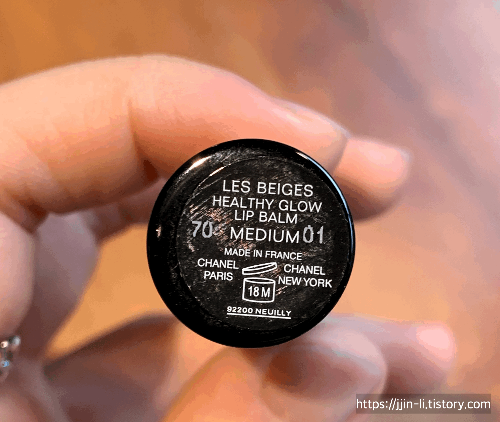 LES BEIGES
HEALTHY GLOW
LIP BALM
70 MEDIUM 01
MADE IN FRANCE
CHANEL PARIS
CHANEL NEW YORK
18 M
92200 NEUILLY
https://jjin-li.tistory.com